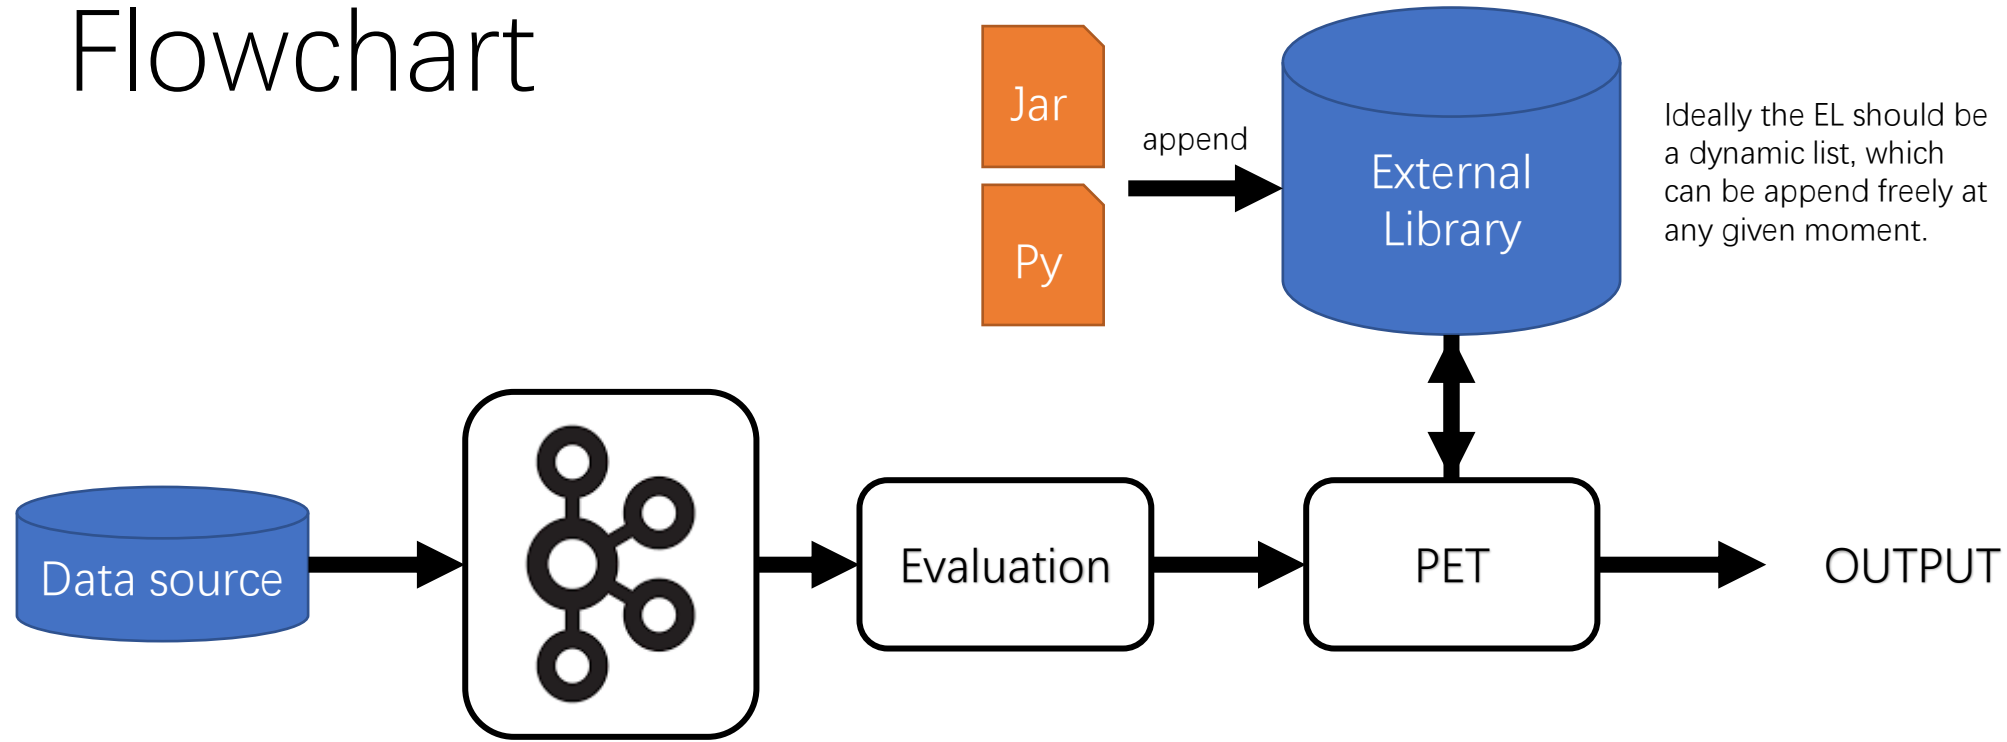 Flowchart
Jar
Py
append
External
Library
Ideally the EL should be
a dynamic list, which
can be append freely at
any given moment.
Data source
Evaluation
PET
OUTPUT